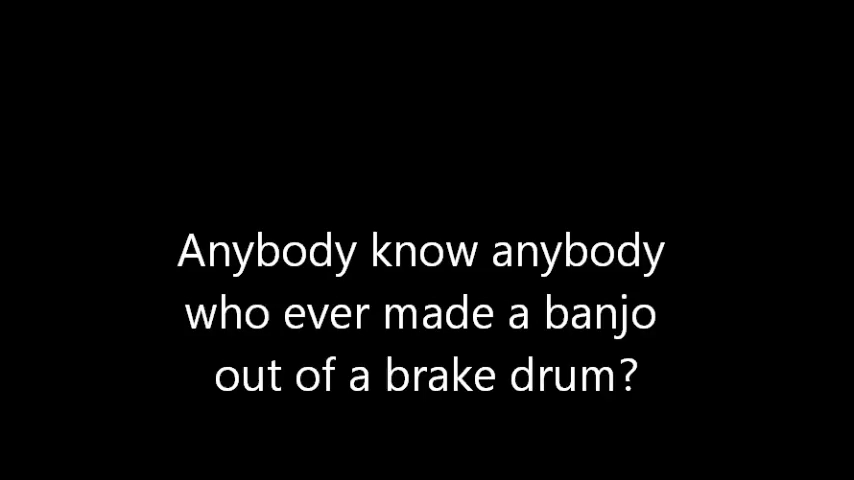 Anybody know anybody
who ever made a banjo
out of a brake drum?